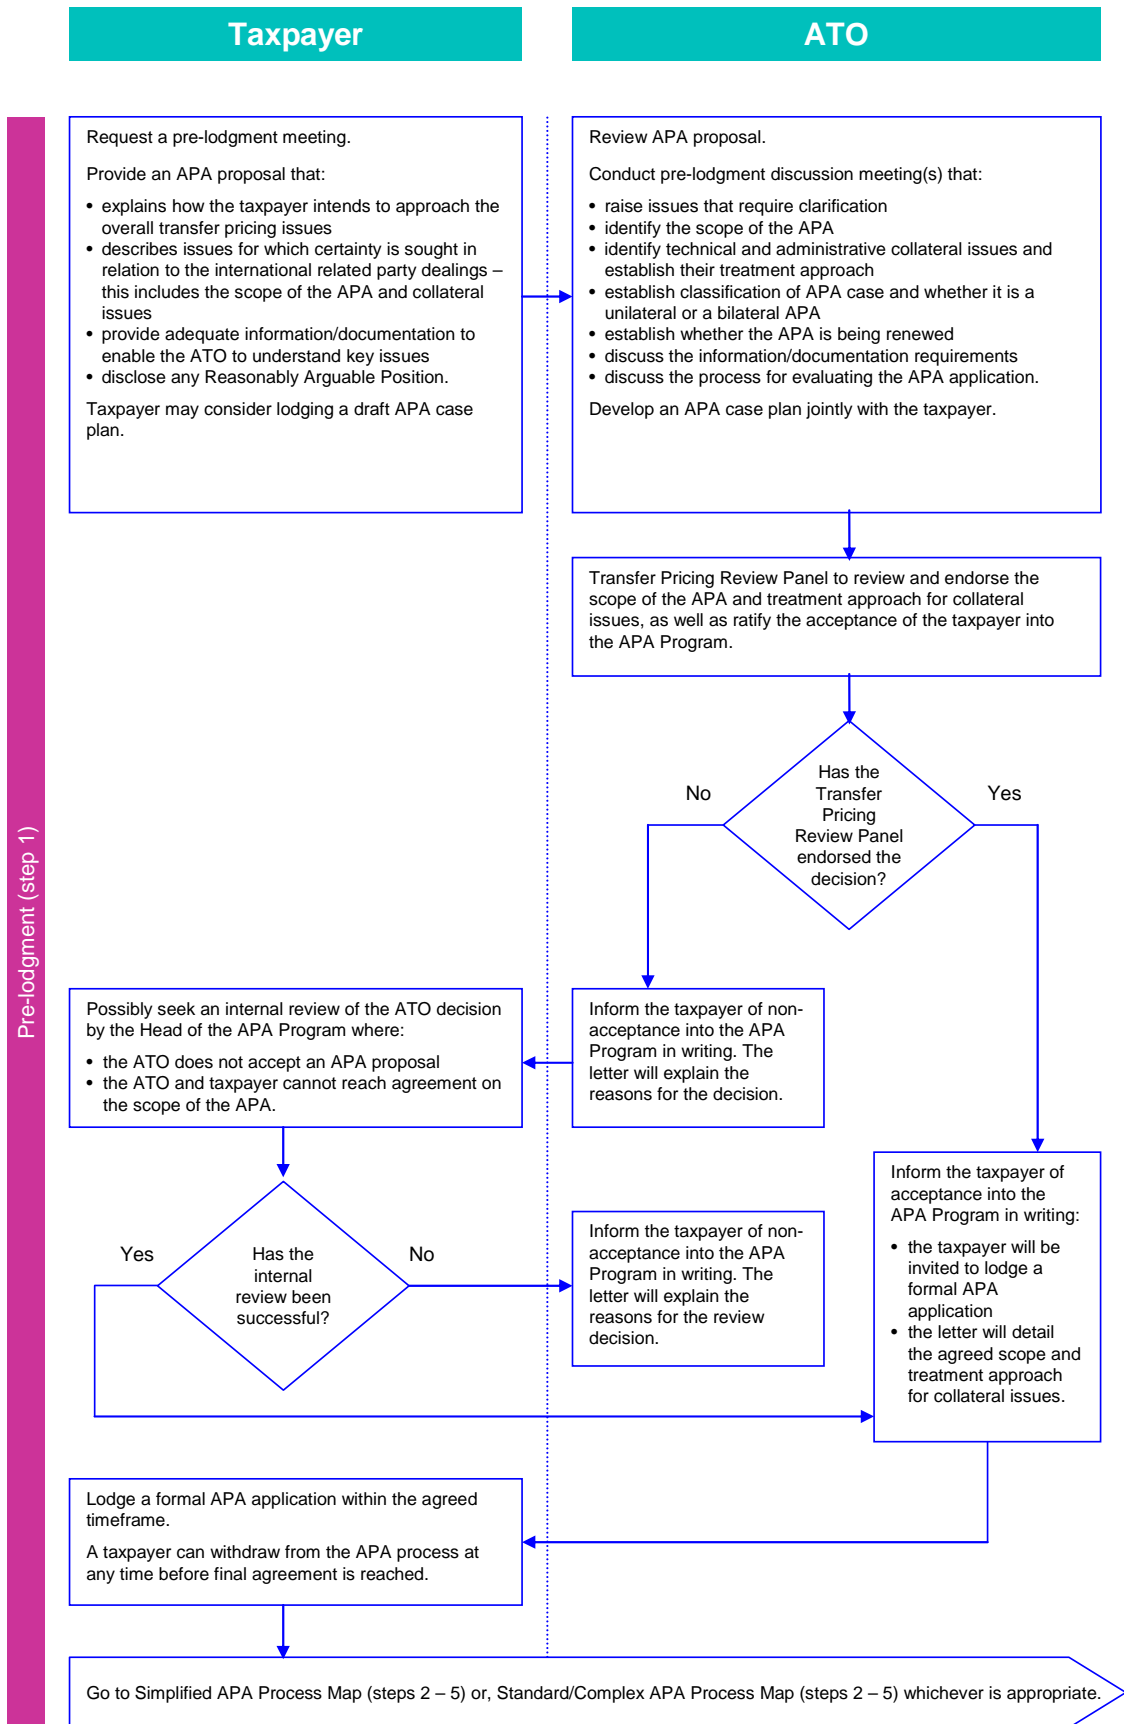 Taxpayer
ATO
Pre-lodgment (step 1)
Request a pre-lodgment meeting.
Provide an APA proposal that:
• explains how the taxpayer intends to approach the
overall transfer pricing issues
• describes issues for which certainty is sought in
relation to the international related party dealings –
this includes the scope of the APA and collateral
issues
• provide adequate information/documentation to
enable the ATO to understand key issues
• disclose any Reasonably Arguable Position.
Taxpayer may consider lodging a draft APA case
plan.
Review APA proposal.
Conduct pre-lodgment discussion meeting(s) that:
• raise issues that require clarification
• identify the scope of the APA
• identify technical and administrative collateral issues and
establish their treatment approach
• establish classification of APA case and whether it is a
unilateral or a bilateral APA
• establish whether the APA is being renewed
• discuss the information/documentation requirements
• discuss the process for evaluating the APA application.
Develop an APA case plan jointly with the taxpayer.
Transfer Pricing Review Panel to review and endorse the
scope of the APA and treatment approach for collateral
issues, as well as ratify the acceptance of the taxpayer into
the APA Program.
Has the
Transfer
Pricing
Review Panel
endorsed the
decision?
No
Yes
Inform the taxpayer of non-
acceptance into the APA
Program in writing. The
letter will explain the
reasons for the decision.
Possibly seek an internal review of the ATO decision
by the Head of the APA Program where:
• the ATO does not accept an APA proposal
• the ATO and taxpayer cannot reach agreement on
the scope of the APA.
Has the
internal
review been
successful?
Yes
No
Inform the taxpayer of non-
acceptance into the APA
Program in writing. The
letter will explain the
reasons for the review
decision.
Inform the taxpayer of
acceptance into the
APA Program in writing:
• the taxpayer will be
invited to lodge a
formal APA
application
• the letter will detail
the agreed scope and
treatment approach
for collateral issues.
Lodge a formal APA application within the agreed
timeframe.
A taxpayer can withdraw from the APA process at
any time before final agreement is reached.
Go to Simplified APA Process Map (steps 2 – 5) or, Standard/Complex APA Process Map (steps 2 – 5) whichever is appropriate.